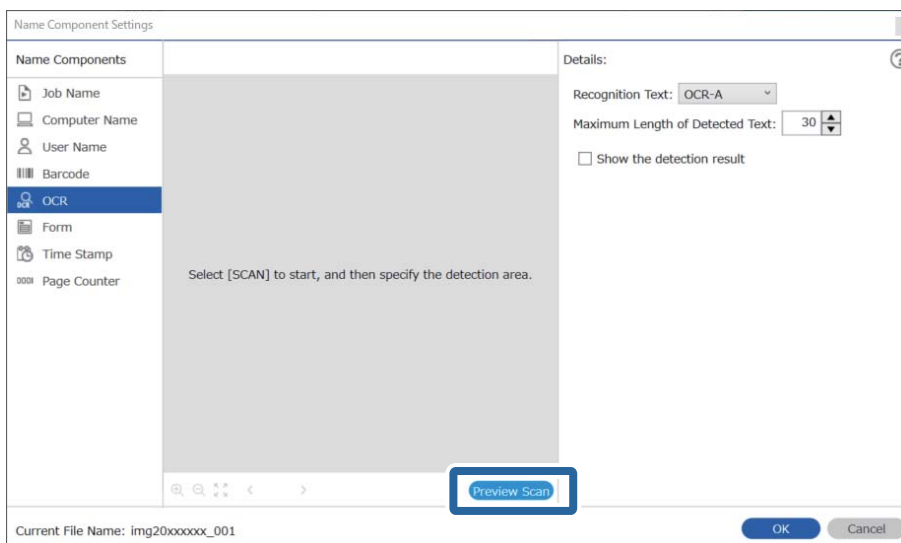 Name Component Settings
Name Components
Job Name
Computer Name
User Name
Barcode
OCR
OCR
Form
Time Stamp
0001 Page Counter
Select [SCAN] to start, and then specify the detection area.
Preview Scan
Details:
?
Recognition Text: OCR-A
Maximum Length of Detected Text: 30
Show the detection result
Current File Name: img20xxxxxx_001
OK
Cancel